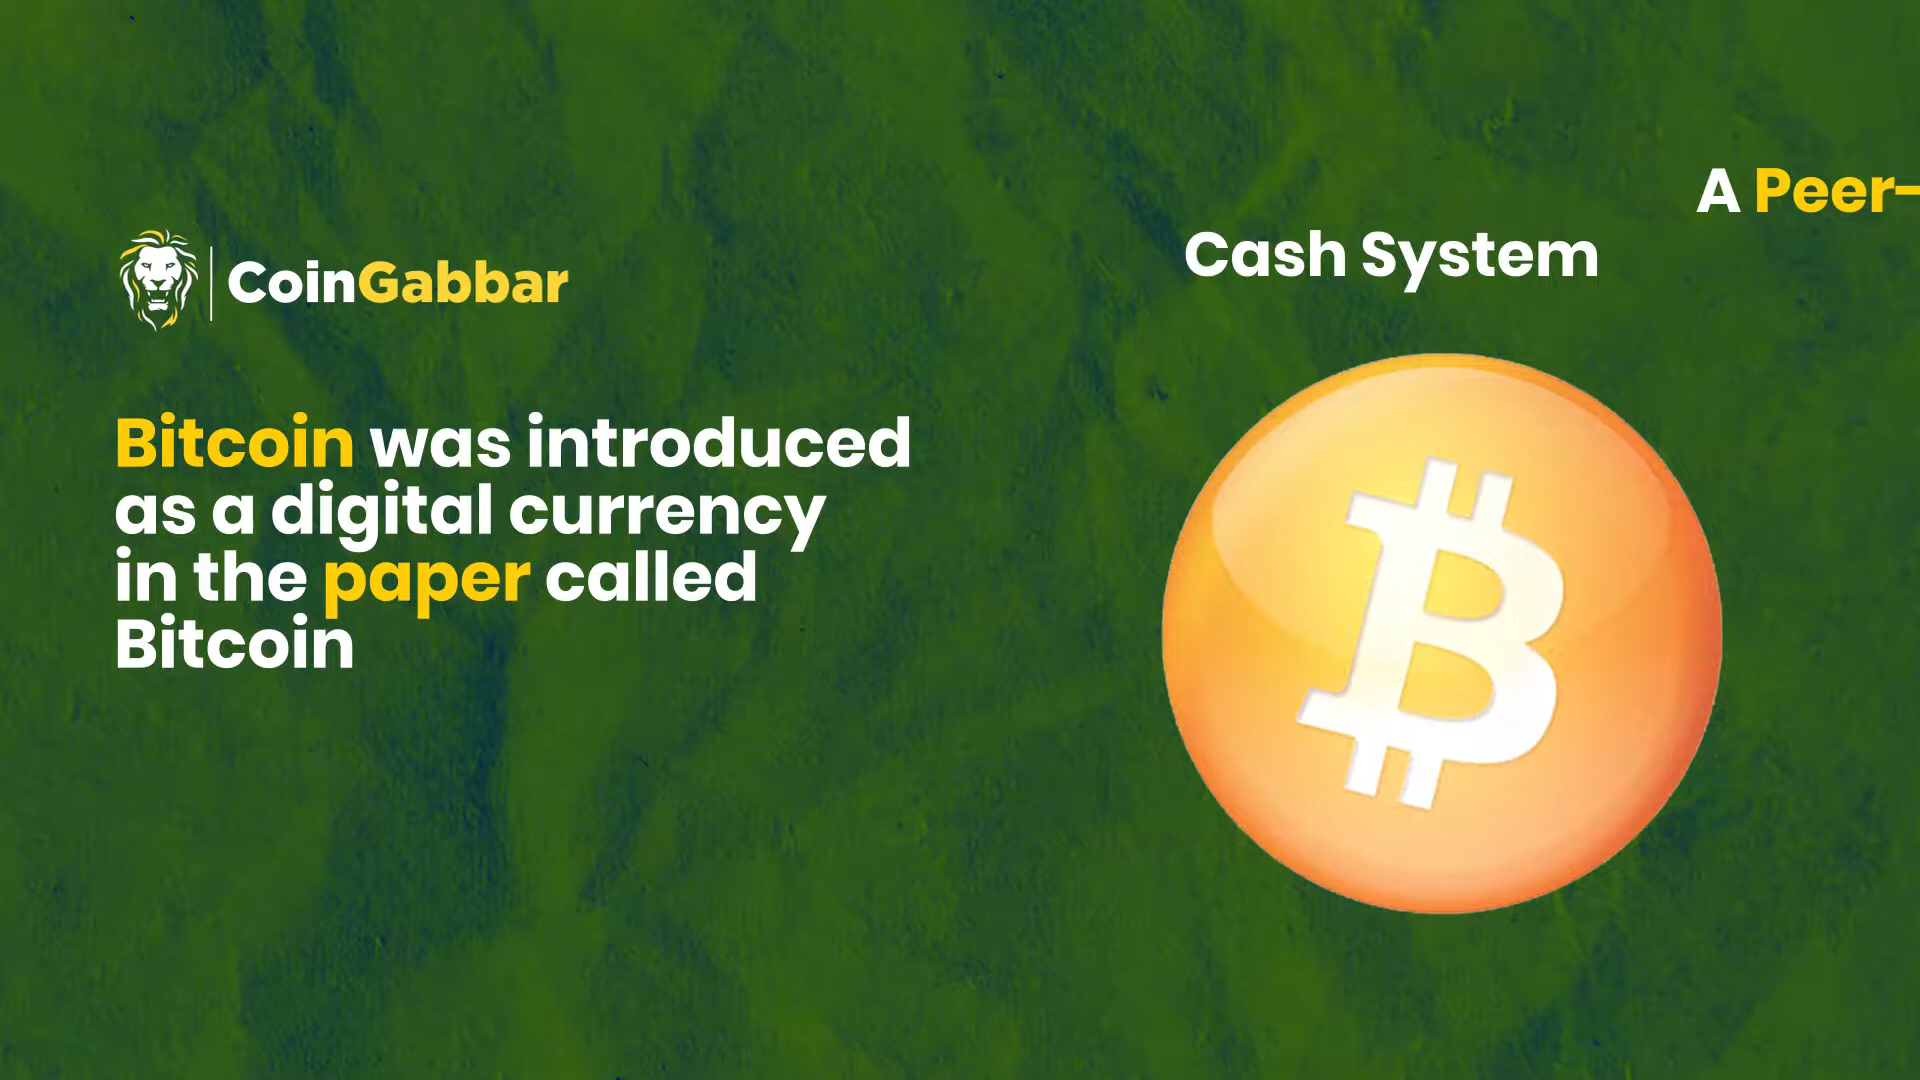 CoinGabbar
Bitcoin was introduced
as a digital currency
in the paper called
Bitcoin
A Peer-
Cash System